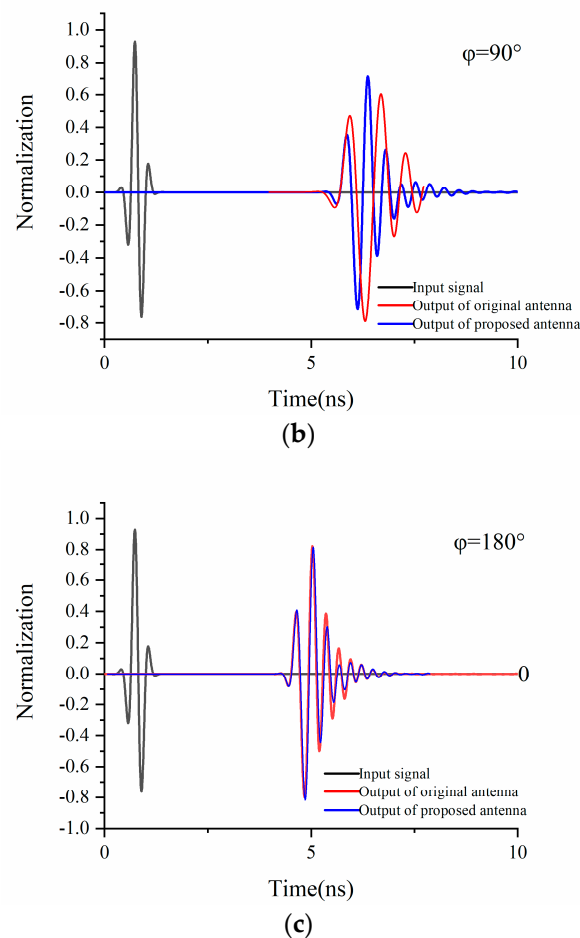 φ=90°
1.0
0.8
0.6
0.4
0.2
0.0
-0.2
-0.4
-0.6
-0.8
Normalization
Input signal
Output of original antenna
Output of proposed antenna
0
5
10
Time(ns)
(b)
φ=180°
1.0
0.8
0.6
0.4
0.2
0.0
-0.2
-0.4
-0.6
-0.8
-1.0
Normalization
0
Input signal
Output of original antenna
Output of proposed antenna
0
5
10
Time(ns)
(c)